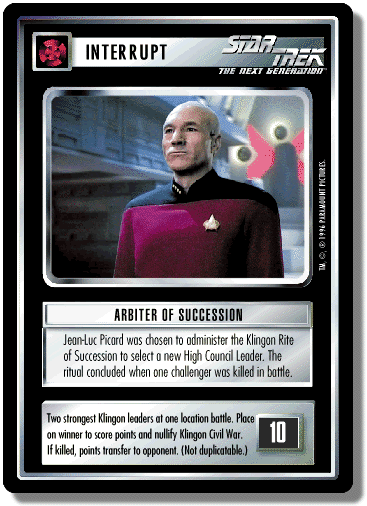 INTERRUPT
STAR TREK
THE NEXT GENERATION™
TM, ©, ® 1996 PARAMOUNT PICTURES.
ARBITER OF SUCCESSION
Jean-Luc Picard was chosen to administer the Klingon Rite
of Succession to select a new High Council Leader. The
ritual concluded when one challenger was killed in battle.
Two strongest Klingon leaders at one location battle. Place
on winner to score points and nullify Klingon Civil War.
If killed, points transfer to opponent. (Not duplicatable.)
10